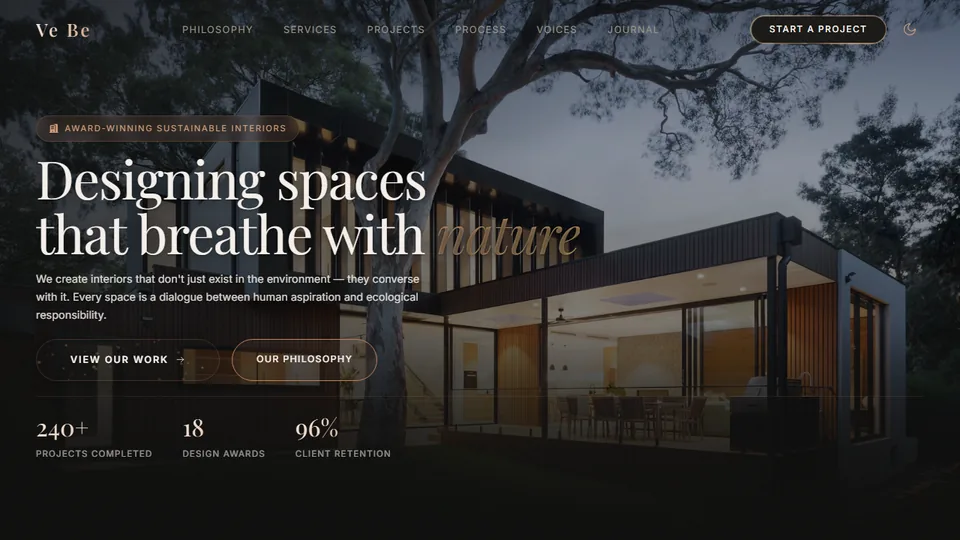 Ve Be
PHILOSOPHY
SERVICES
PROJECTS
PROCESS
VOICES
JOURNAL
START A PROJECT
AWARD-WINNING SUSTAINABLE INTERIORS
Designing spaces
that breathe with nature
We create interiors that don't just exist in the environment — they converse
with it. Every space is a dialogue between human aspiration and ecological
responsibility.
VIEW OUR WORK →
OUR PHILOSOPHY
240+
18
96%
PROJECTS COMPLETED
DESIGN AWARDS
CLIENT RETENTION